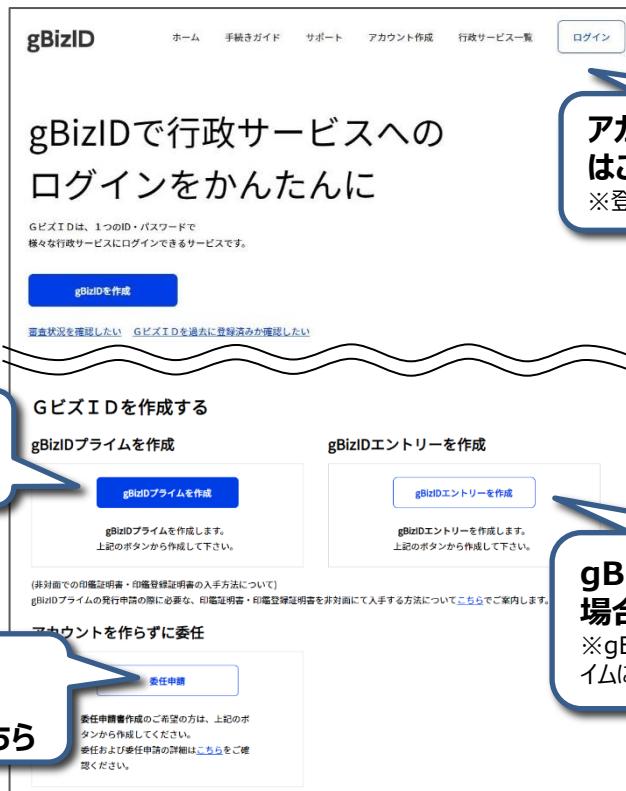 gBizID
ホーム 手続きガイド サポート アカウント作成 行政サービス一覧 ログイン
gBizIDで行政サービスへの
ログインをかんたんに
GビズIDは、1つのID・パスワードで
様々な行政サービスにログインできるサービスです。
gBizIDを作成
審査状況を確認したい GビズIDを過去に登録済みか確認したい
はこ
※登
GビズIDを作成する
gBizIDプライムを作成 gBizIDエントリーを作成
gBizIDプライムを作成 gBizIDエントリーを作成
gBizIDプライムを作成します。 gBizIDエントリーを作成します。
上記のボタンから作成して下さい。 上記のボタンから作成して下さい。
(非対面での印鑑証明書・印鑑登録証明書の入手方法について)
gBizIDプライムの発行申請の際に必要な、印鑑証明書・印鑑登録証明書を非対面にて入手する方法についてこちらでご案内します。
アカウントを作らずに委任
委任申請
委任申請書作成のご希望の方は、上記のボ
タンから作成してください。
委任および委任申請の詳細はこちらをご確
認ください。
gB
場合
※gB
イムに
ちら